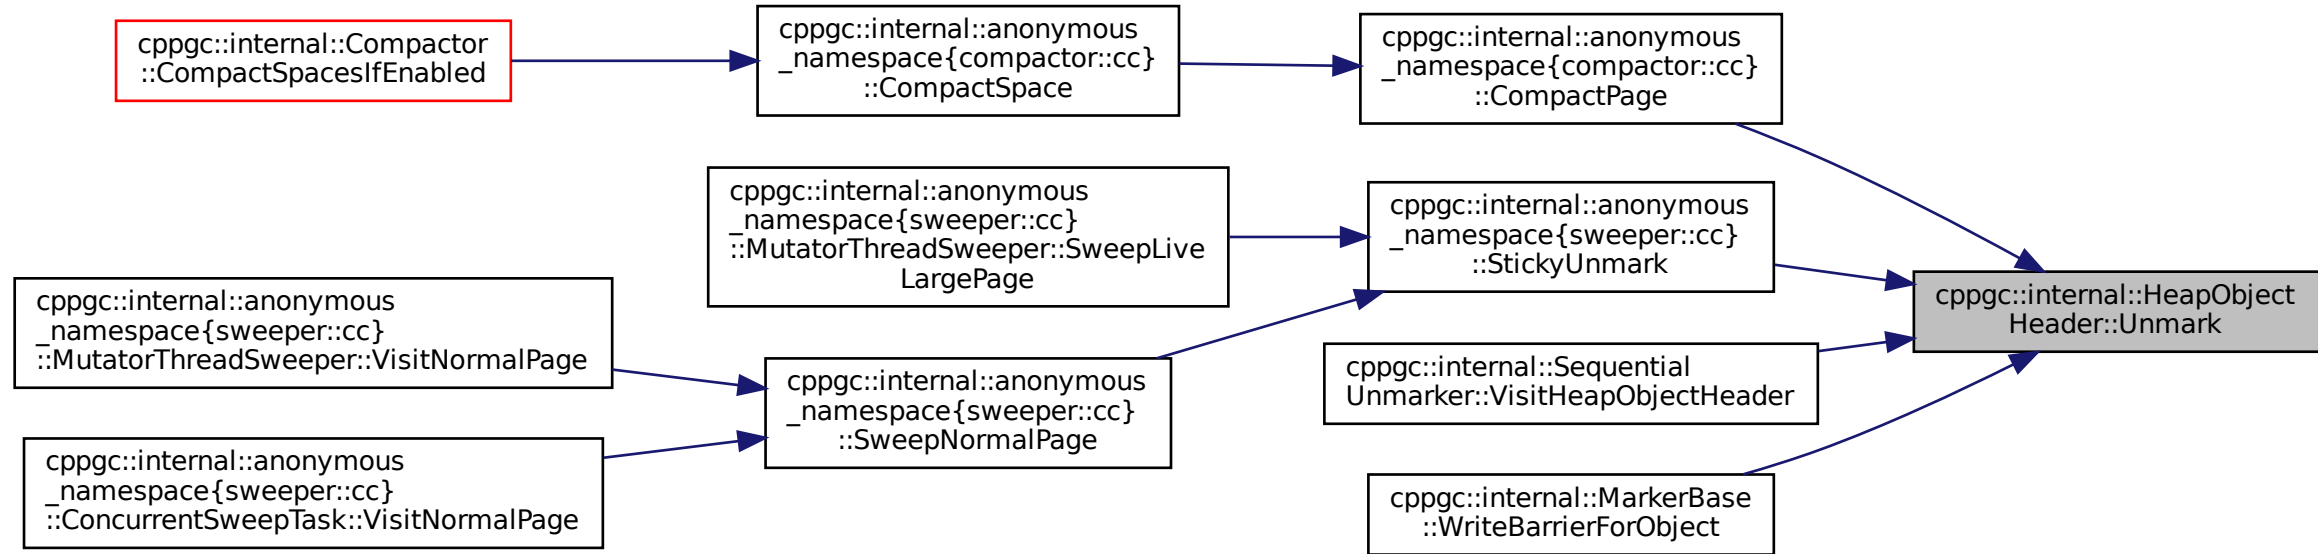 cppgc::internal::Compactor
::CompactSpacesIfEnabled
cppgc::internal::anonymous
_namespace{compactor::cc}
::CompactSpace
cppgc::internal::anonymous
_namespace{compactor::cc}
::CompactPage
cppgc::internal::anonymous
_namespace{sweeper::cc}
::MutatorThreadSweeper::SweepLive
LargePage
cppgc::internal::anonymous
_namespace{sweeper::cc}
::StickyUnmark
cppgc::internal::HeapObject
Header::Unmark
cppgc::internal::anonymous
_namespace{sweeper::cc}
::MutatorThreadSweeper::VisitNormalPage
cppgc::internal::anonymous
_namespace{sweeper::cc}
::SweepNormalPage
cppgc::internal::Sequential
Unmarker::VisitHeapObjectHeader
cppgc::internal::anonymous
_namespace{sweeper::cc}
::ConcurrentSweepTask::VisitNormalPage
cppgc::internal::MarkerBase
::WriteBarrierForObject